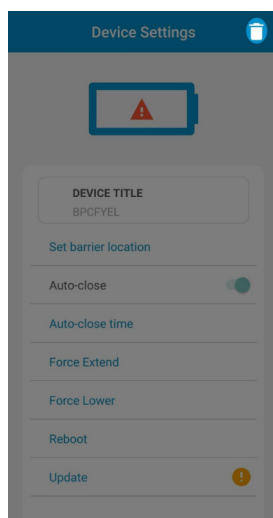 Device Settings
DEVICE TITLE
BPCFYEL
Set barrier location
Auto-close
Auto-close time
Force Extend
Force Lower
Reboot
Update